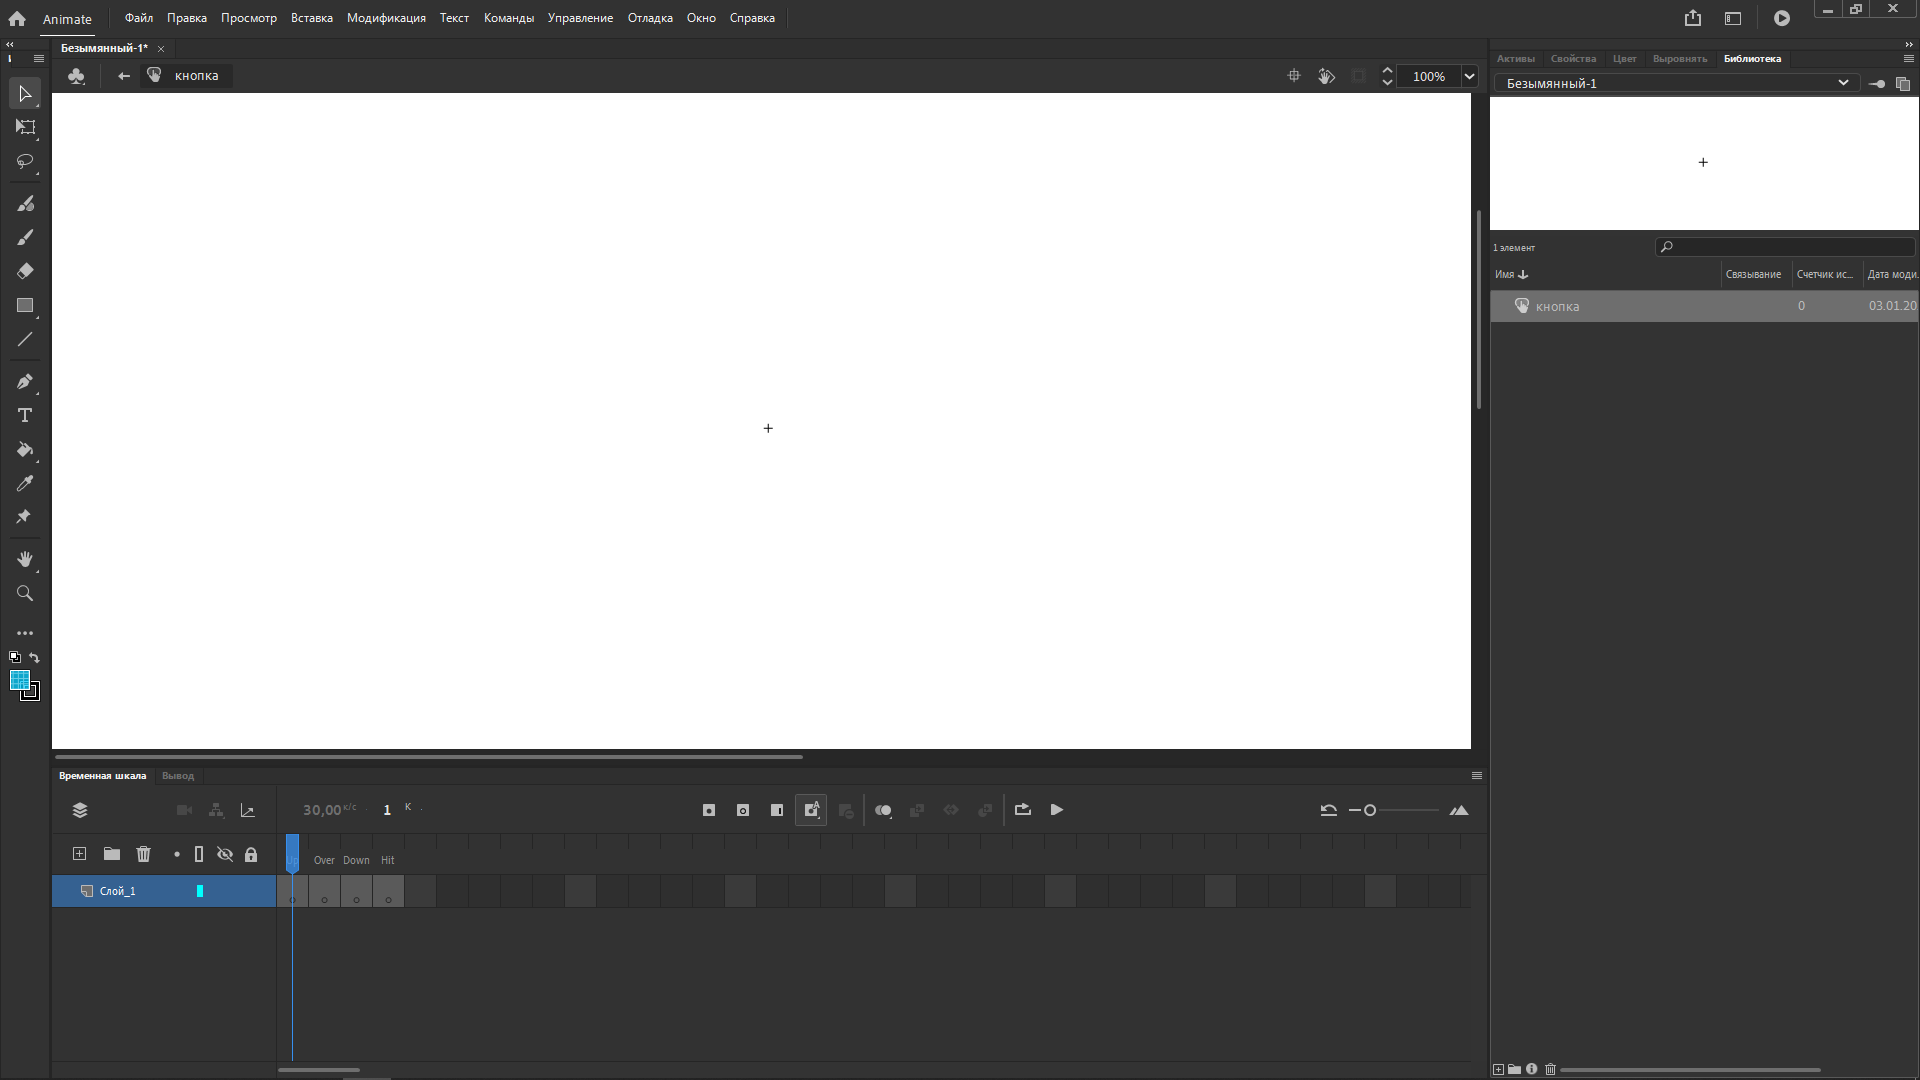 Animate Файл Правка Просмотр Вставка Модификация Текст Команды Управление Отладка Окно Справка
Безымянный-1*
кнопка 100%
Активы Свойства Цвет Выровнять Библиотека
Безымянный-1
1 элемент
Имя Связывание Счетчик ис... Дата моди.
кнопка 0 03.01.20
Временная шкала Вывод
30,00 к/с 1 К
Up Over Down Hit
Слой_1